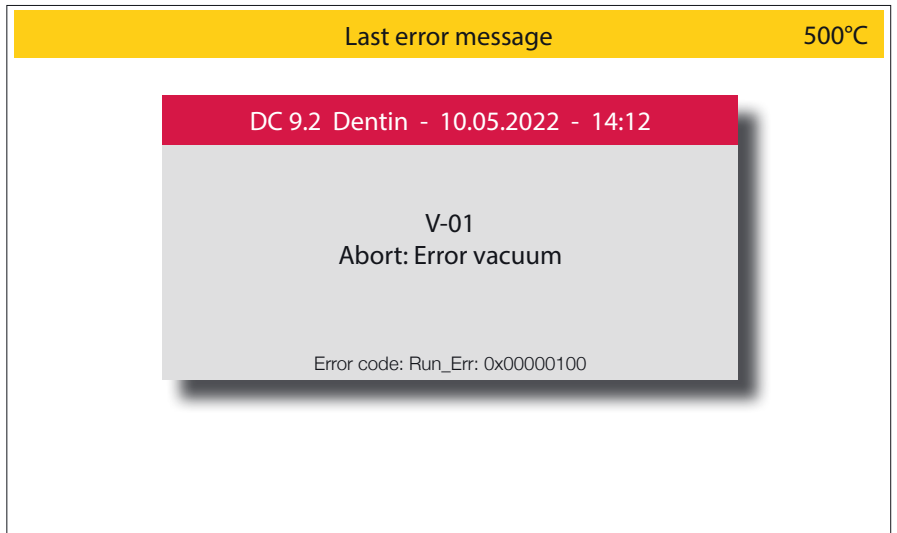 Last error message 500°C
DC 9.2 Dentin - 10.05.2022 - 14:12
V-01
Abort: Error vacuum
Error code: Run_Err: 0x00000100